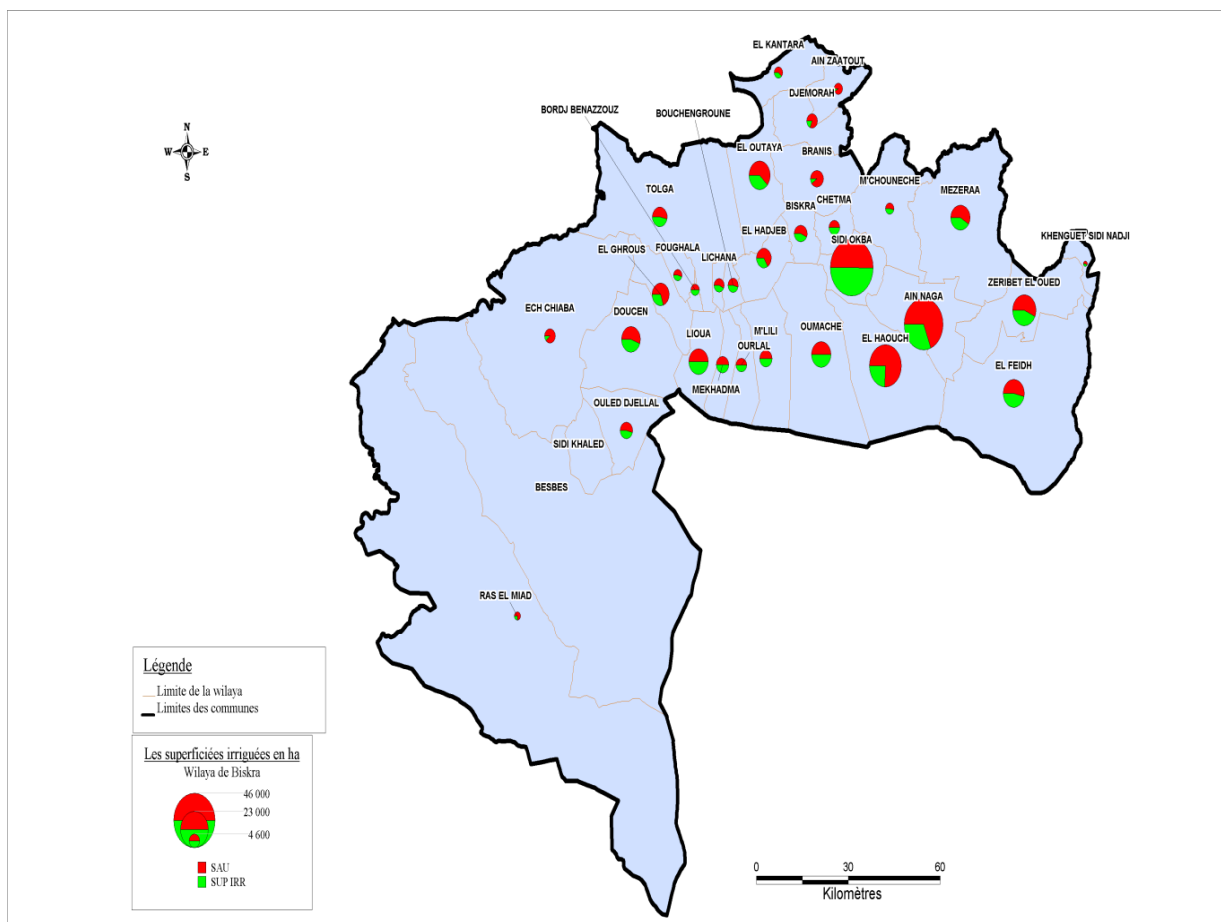 EL KANTARA
AIN ZAATOUT
DJEMORAH
BORDJ BENAZZOUZ
BOUCHENGROUNE
N
W E
S
EL OUTAYA
BRANIS
M'CHOUNECHE
TOLGA
MEZERAA
BISKRA
CHETMA
EL HADJEB
SIDI OKBA
KHENGUET SIDI NADJI
EL GHROUS
FOUGHALA
LICHANA
ZERIBET EL OUED
AIN NAGA
ECH CHIABA
DOUCEN
LIOUA
M'LILI
OUMACHE
OURLAL
EL HAOUCH
EL FEIDH
MEKHADMA
OULED DJELLAL
SIDI KHALED
BESBES
RAS EL MIAD
Légende
Limite de la wilaya
Limites des communes
Les superficiées irriguées en ha
Wilaya de Biskra
46 000
23 000
4 600
SAU
SUP IRR
0 30 60
Kilomètres